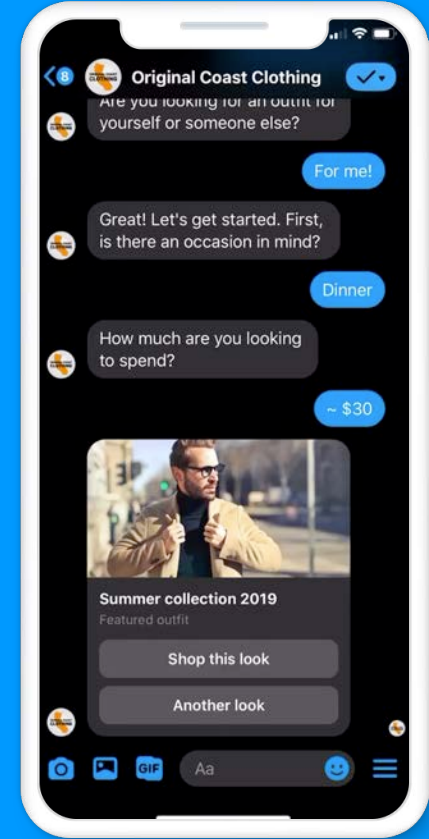 8
Original Coast Clothing
Are you looking for an outfit for
yourself or someone else?
For me!
Great! Let's get started. First,
is there an occasion in mind?
Dinner
How much are you looking
to spend?
~ $30
Summer collection 2019
Featured outfit
Shop this look
Another look
GIF
Aa